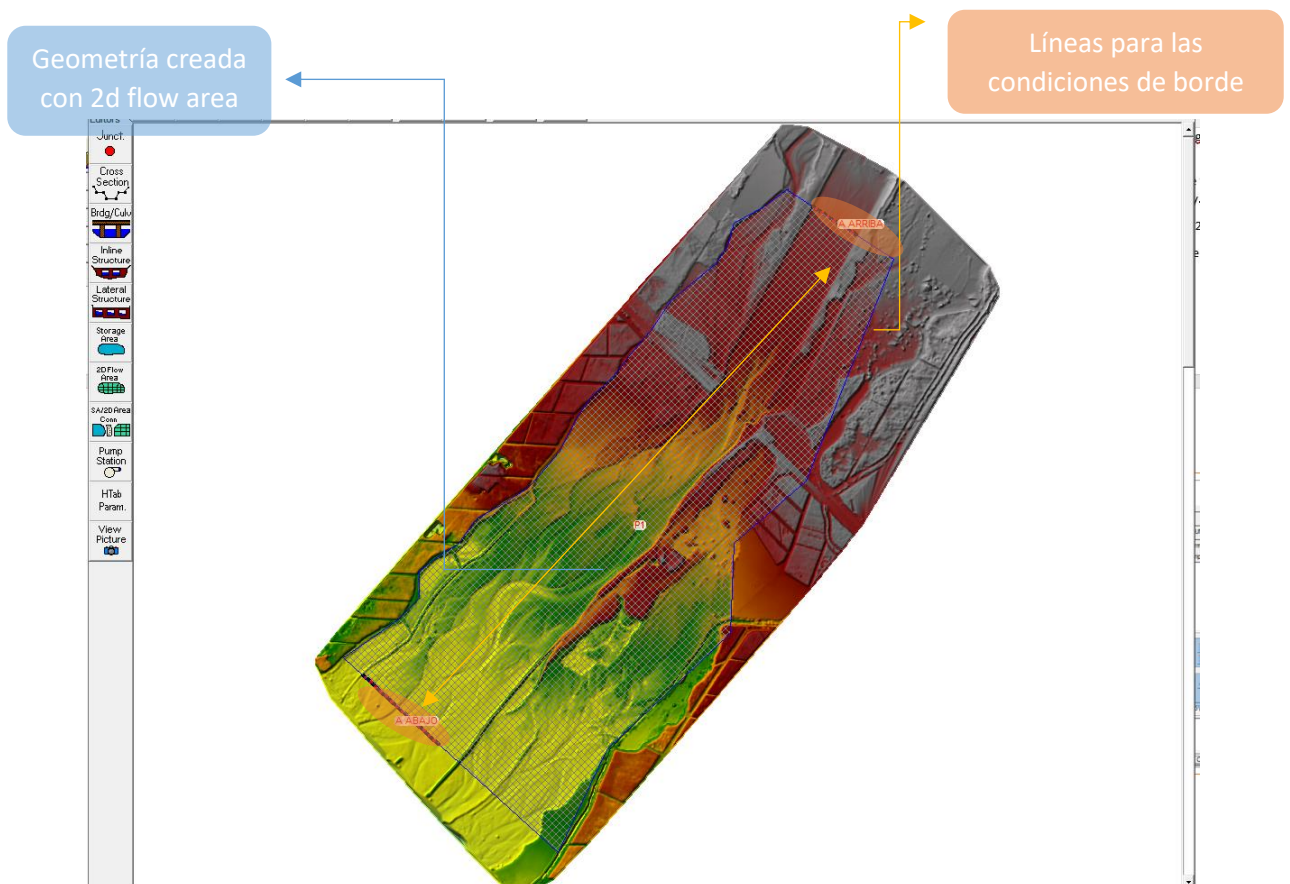 Geometría creada
con 2d flow area
Líneas para las
condiciones de borde
Editors
Junct.
Cross
Section
Brdg/Culv
Inline
Structure
Lateral
Structure
Storage
Area
2D Flow
Area
SA/2D Area
Conn
Pump
Station
HTab
Param.
View
Picture
A ARRIBA
P1
A ABAJO